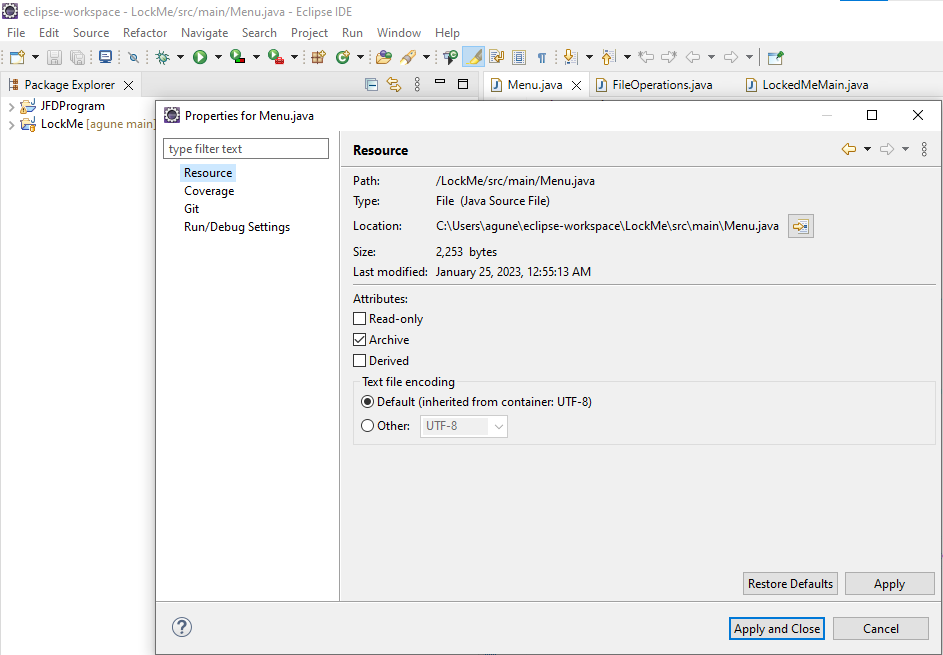 eclipse-workspace - LockMe/src/main/Menu.java - Eclipse IDE
File Edit Source Refactor Navigate Search Project Run Window Help
Package Explorer
Menu.java FileOperations.java LockedMeMain.java
JFDProgram
LockMe [agune main]
Properties for Menu.java
type filter text
Resource
Coverage
Git
Run/Debug Settings
Resource
Path: /LockMe/src/main/Menu.java
Type: File (Java Source File)
Location: C:\Users\agune\eclipse-workspace\LockMe\src\main\Menu.java
Size: 2,253 bytes
Last modified: January 25, 2023, 12:55:13 AM
Attributes:
Read-only
Archive
Derived
Text file encoding
Default (inherited from container: UTF-8)
Other: UTF-8
Restore Defaults Apply
? Apply and Close Cancel